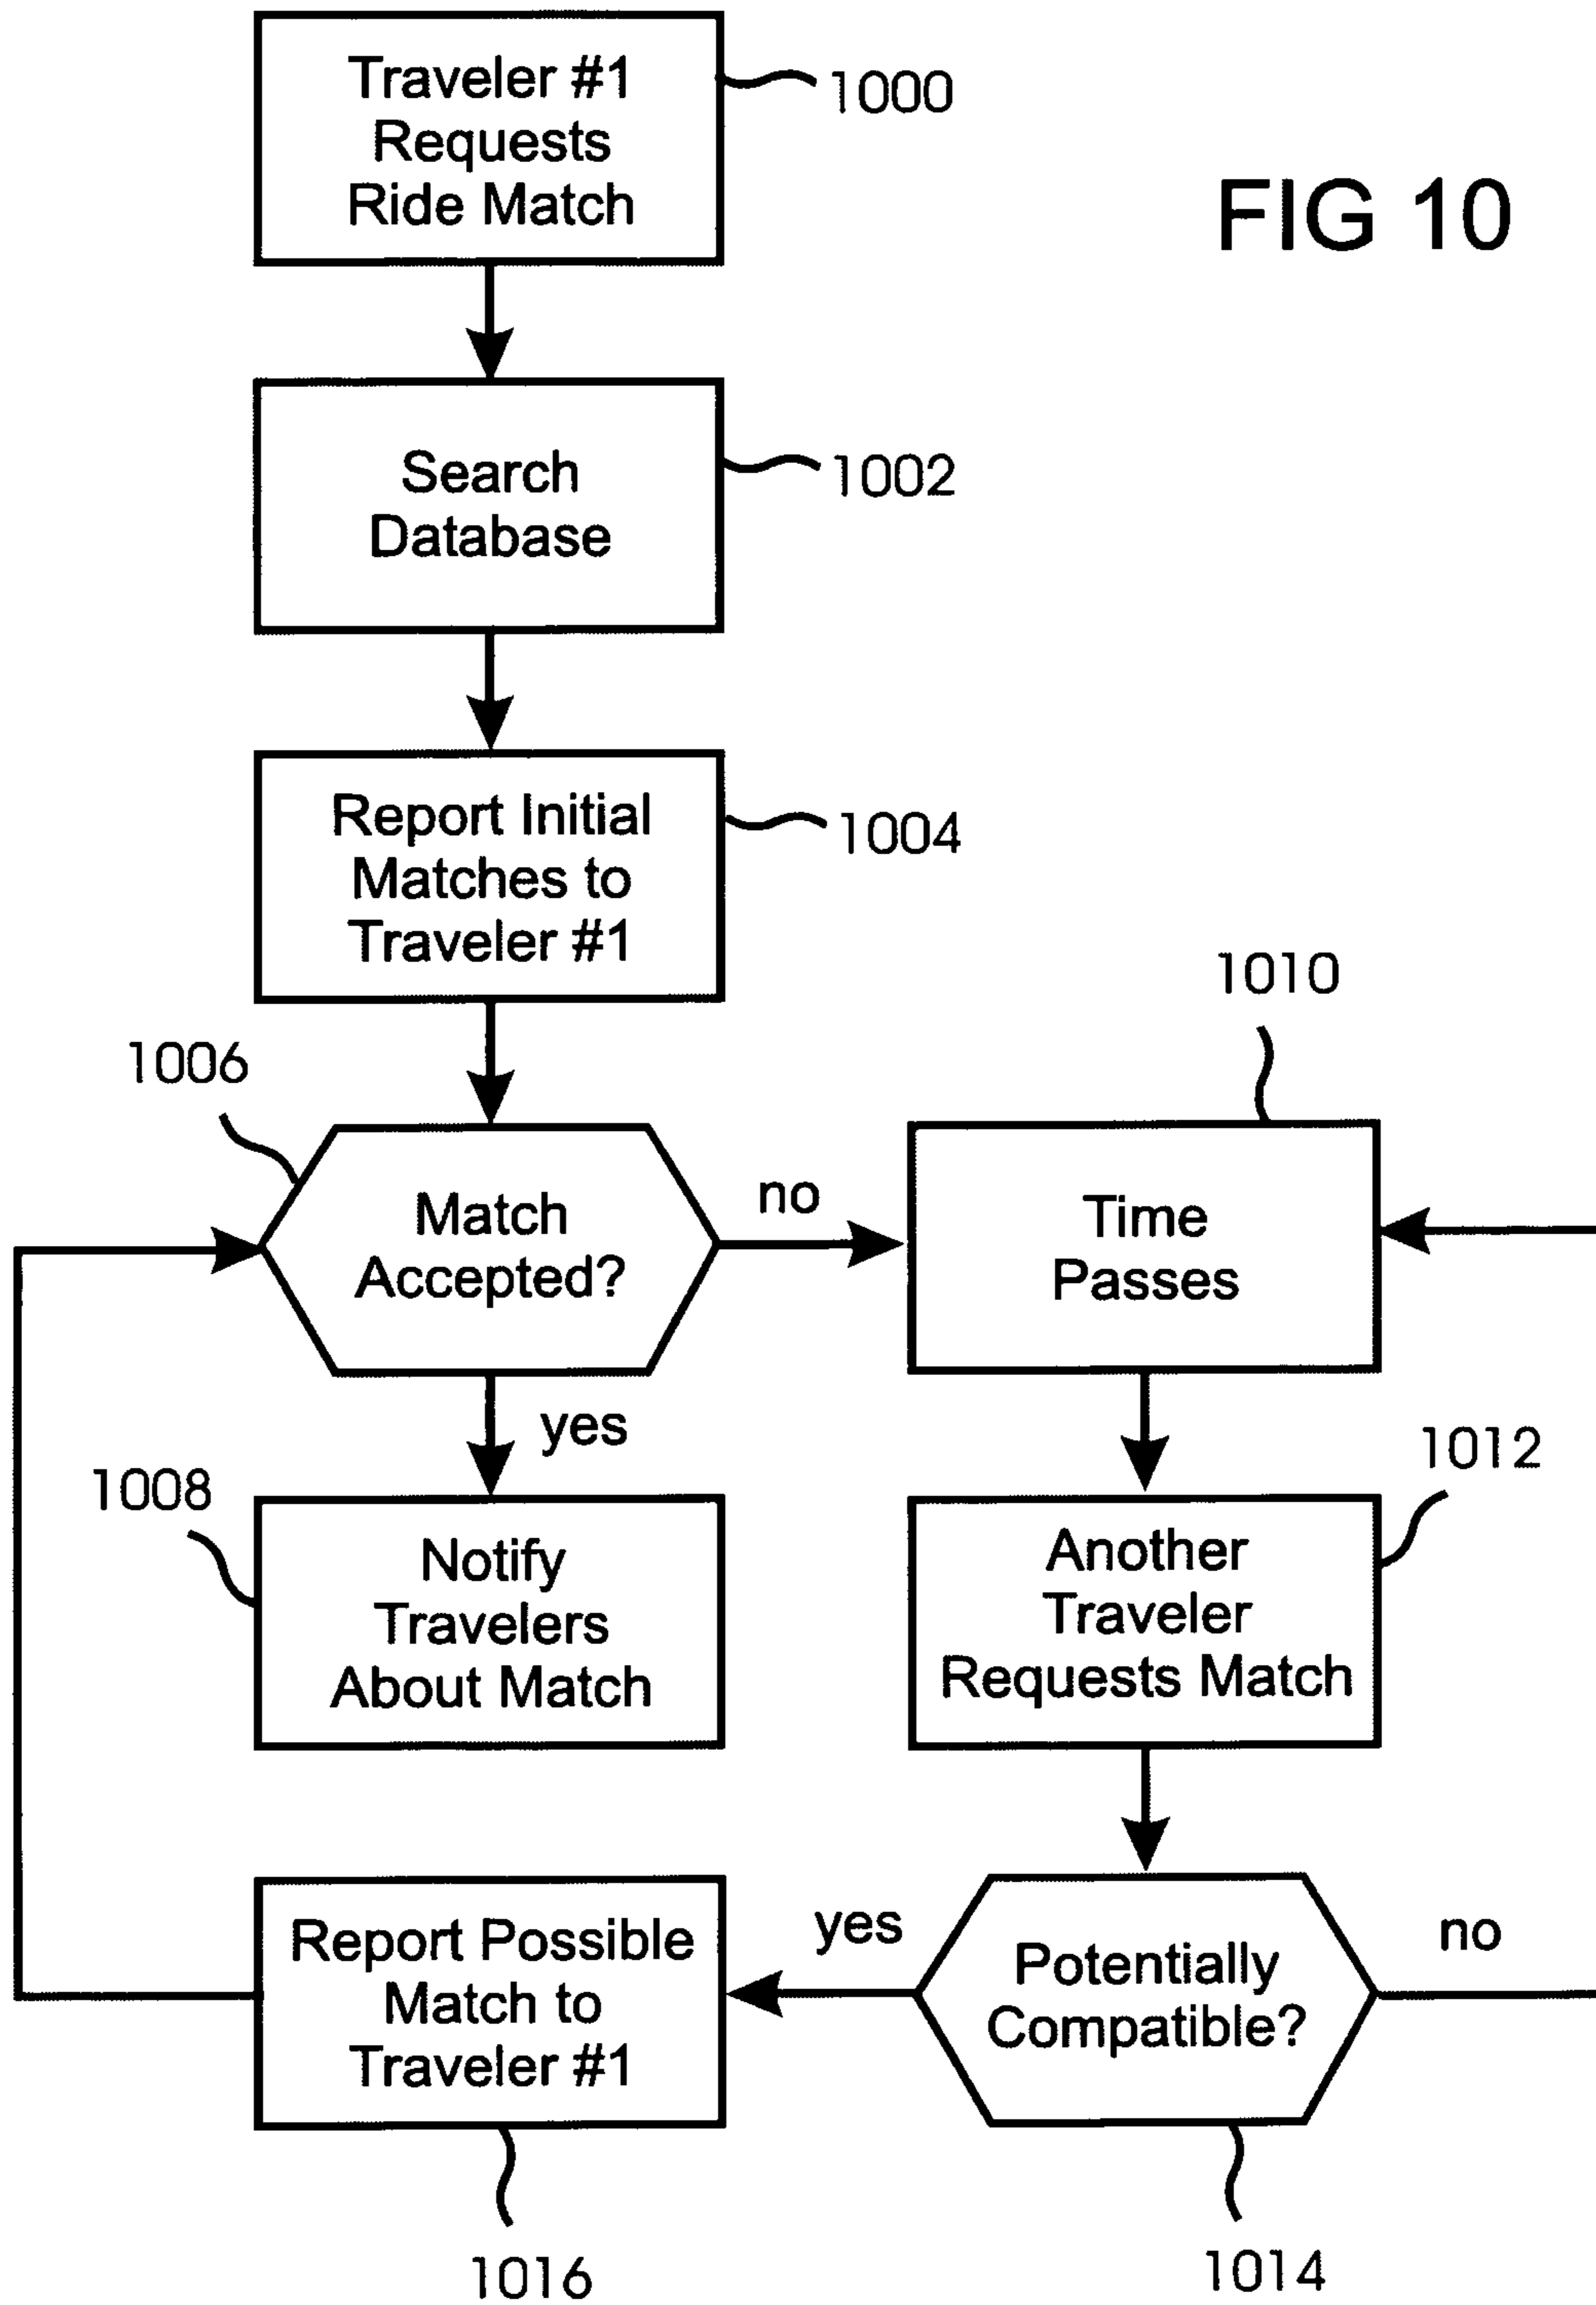 Traveler #1
Requests
Ride Match
1000
FIG 10
Search
Database
1002
Report Initial
Matches to
Traveler #1
1004
1006
Match
Accepted?
no
yes
1010
Time
Passes
1008
Notify
Travelers
About Match
1012
Another
Traveler
Requests Match
Potentially
Compatible?
yes
no
1014
Report Possible
Match to
Traveler #1
1016